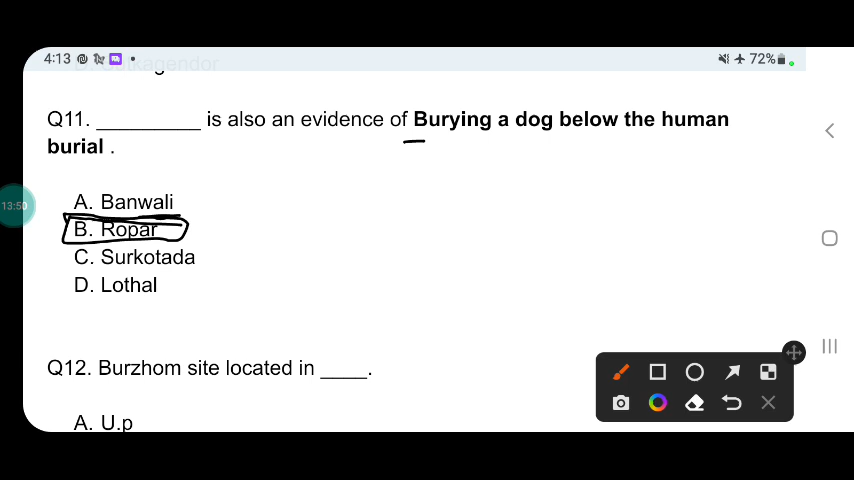 4:13
72%
Q11. _________ is also an evidence of Burying a dog below the human
burial .
13:50
A. Banwali
B. Ropar
C. Surkotada
D. Lothal
Q12. Burzhom site located in ____.
A. U.p